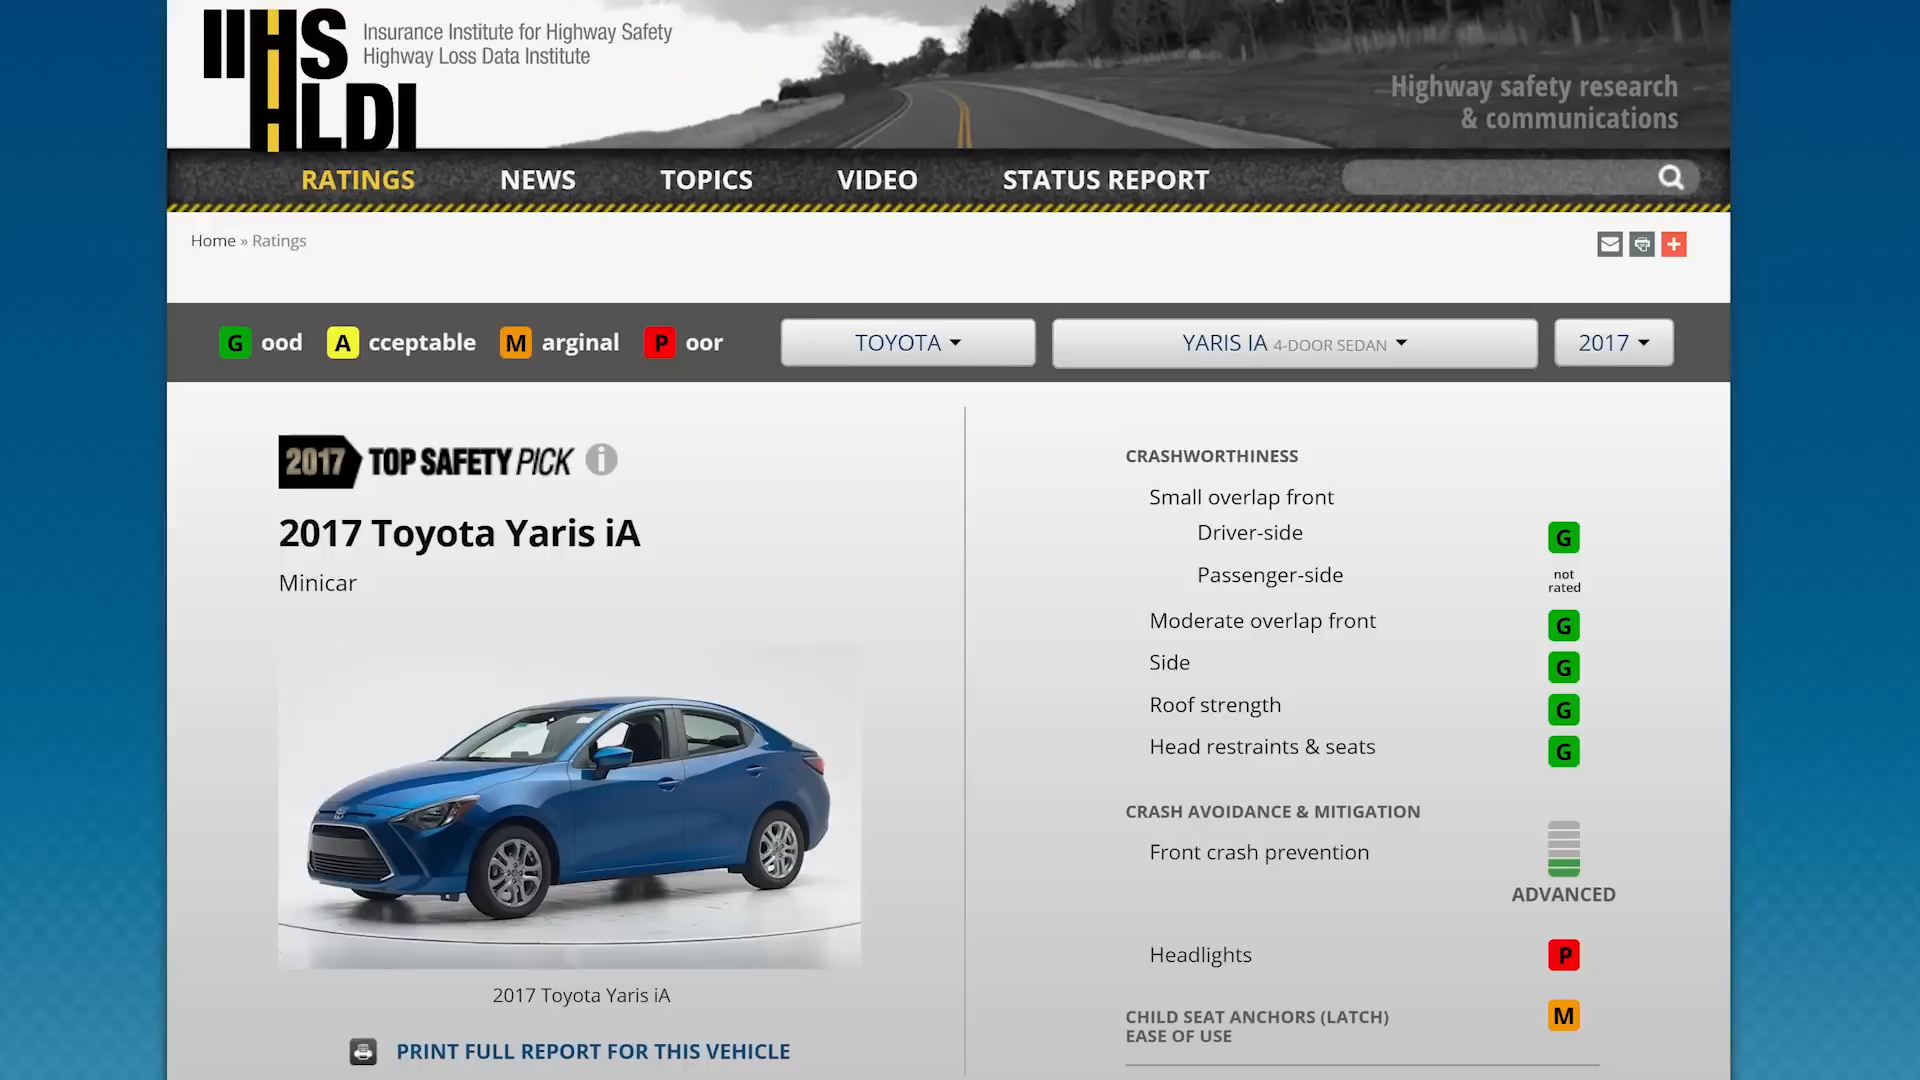 IIHS
HLDI
Insurance Institute for Highway Safety
Highway Loss Data Institute
Highway safety research
& communications
RATINGS NEWS TOPICS VIDEO STATUS REPORT
Home » Ratings
G ood A cceptable M arginal P oor TOYOTA YARIS IA 4-DOOR SEDAN 2017
2017 TOP SAFETY PICK i
2017 Toyota Yaris iA
Minicar
2017 Toyota Yaris iA
PRINT FULL REPORT FOR THIS VEHICLE
CRASHWORTHINESS
Small overlap front
Driver-side G
Passenger-side not rated
Moderate overlap front G
Side G
Roof strength G
Head restraints & seats G
CRASH AVOIDANCE & MITIGATION
Front crash prevention
ADVANCED
Headlights P
CHILD SEAT ANCHORS (LATCH) M
EASE OF USE